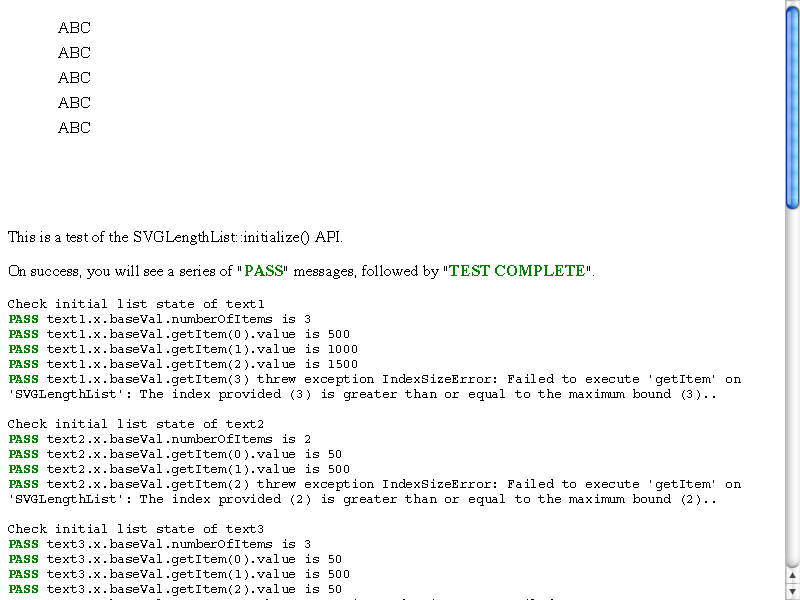 ABC
ABC
ABC
ABC
ABC
This is a test of the SVGLengthList::initialize() API.
On success, you will see a series of "PASS" messages, followed by "TEST COMPLETE".
Check initial list state of text1
PASS text1.x.baseVal.numberOfItems is 3
PASS text1.x.baseVal.getItem(0).value is 500
PASS text1.x.baseVal.getItem(1).value is 1000
PASS text1.x.baseVal.getItem(2).value is 1500
PASS text1.x.baseVal.getItem(3) threw exception IndexSizeError: Failed to execute 'getItem' on
'SVGLengthList': The index provided (3) is greater than or equal to the maximum bound (3)..
Check initial list state of text2
PASS text2.x.baseVal.numberOfItems is 2
PASS text2.x.baseVal.getItem(0).value is 50
PASS text2.x.baseVal.getItem(1).value is 500
PASS text2.x.baseVal.getItem(2) threw exception IndexSizeError: Failed to execute 'getItem' on
'SVGLengthList': The index provided (2) is greater than or equal to the maximum bound (2)..
Check initial list state of text3
PASS text3.x.baseVal.numberOfItems is 3
PASS text3.x.baseVal.getItem(0).value is 50
PASS text3.x.baseVal.getItem(1).value is 500
PASS text3.x.baseVal.getItem(2).value is 50